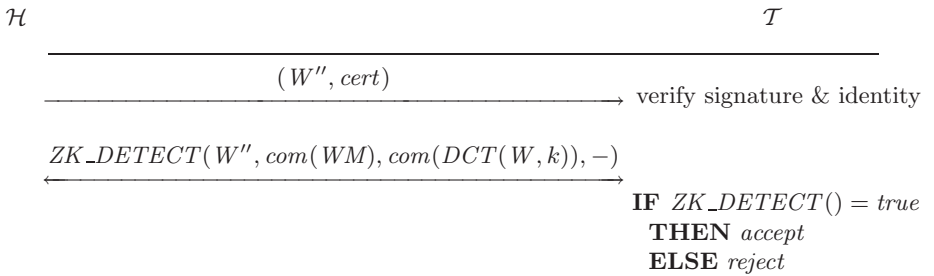 ℋ 𝒯
(W″, cert)
verify signature & identity
ZK_DETECT(W″, com(WM), com(DCT(W, k)), −)
IF ZK_DETECT() = true
THEN accept
ELSE reject